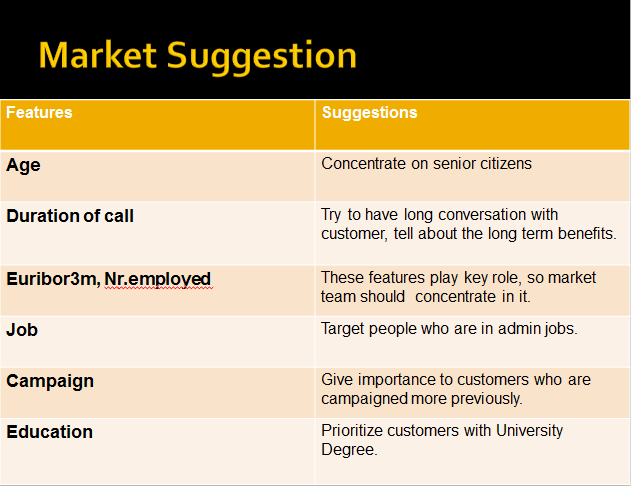 Market Suggestion
Features
Suggestions
Age
Concentrate on senior citizens
Duration of call
Try to have long conversation with
customer, tell about the long term benefits.
Euribor3m, Nr.employed
These features play key role, so market
team should  concentrate in it.
Job
Target people who are in admin jobs.
Campaign
Give importance to customers who are
campaigned more previously.
Education
Prioritize customers with University
Degree.